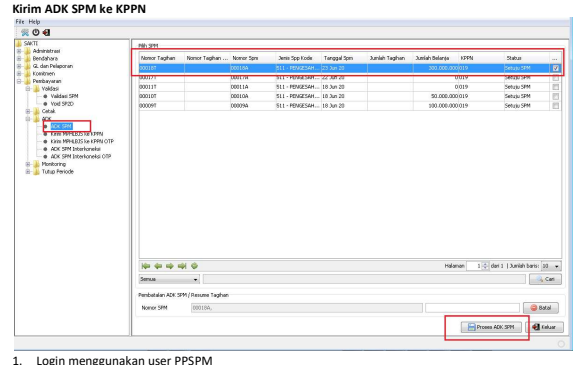 Kirim ADK SPM ke KPPN
File Help
SAKTI
Administrasi
Bendahara
GL dan Pelaporan
Komitmen
Pembayaran
Validasi
Validasi SPM
Void SP2D
Cetak
ADK
ADK SPM
Kirim MPHLBJS ke KPPN
Kirim MPHLBJS ke KPPN OTP
ADK SPM Interkoneksi
ADK SPM Interkoneksi OTP
Monitoring
Tutup Periode
Pilih SPM
Nomor Tagihan Nomor Tagihan ... Nomor Spm Jenis Spp Kode Tanggal Spm Jumlah Tagihan Jumlah Belanja KPPN Status ...
00018T 00018A 511 - PENGESAH... 23 Jun 20 300.000.000 019 Setuju SPM
00017T 00017A 511 - PENGESAH... 22 Jun 20 0 019 Setuju SPM
00011T 00011A 511 - PENGESAH... 18 Jun 20 0 019 Setuju SPM
00010T 00010A 511 - PENGESAH... 18 Jun 20 50.000.000 019 Setuju SPM
00009T 00009A 511 - PENGESAH... 18 Jun 20 100.000.000 019 Setuju SPM
Halaman 1 dari 1 | Jumlah baris: 10
Semua Cari
Pembatalan ADK SPM / Resume Tagihan
Nomor SPM 00018A, Batal
Proses ADK SPM Keluar
1. Login menggunakan user PPSPM